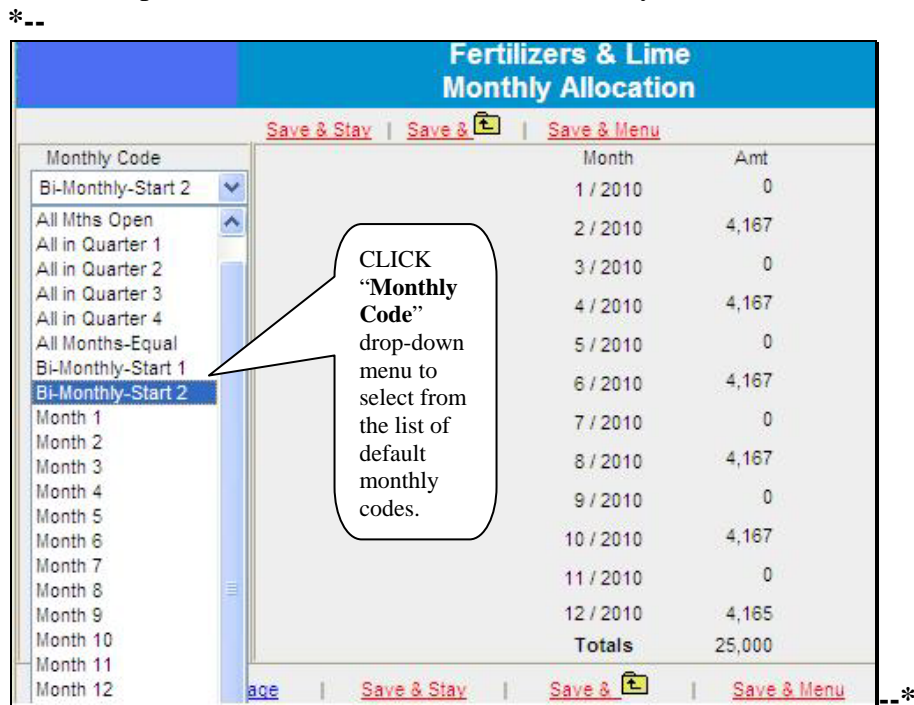 *--
Fertilizers & Lime
Monthly Allocation
Save & Stay | Save & | Save & Menu
Monthly Code
Bi-Monthly-Start 2
All Mths Open
All in Quarter 1
All in Quarter 2
All in Quarter 3
All in Quarter 4
All Months-Equal
Bi-Monthly-Start 1
Bi-Monthly-Start 2
Month 1
Month 2
Month 3
Month 4
Month 5
Month 6
Month 7
Month 8
Month 9
Month 10
Month 11
Month 12
CLICK
“Monthly
Code”
drop-down
menu to
select from
the list of
default
monthly
codes.
Month Amt
1 / 2010 0
2 / 2010 4,167
3 / 2010 0
4 / 2010 4,167
5 / 2010 0
6 / 2010 4,167
7 / 2010 0
8 / 2010 4,167
9 / 2010 0
10 / 2010 4,167
11 / 2010 0
12 / 2010 4,165
Totals 25,000
age | Save & Stay | Save & | Save & Menu
--*